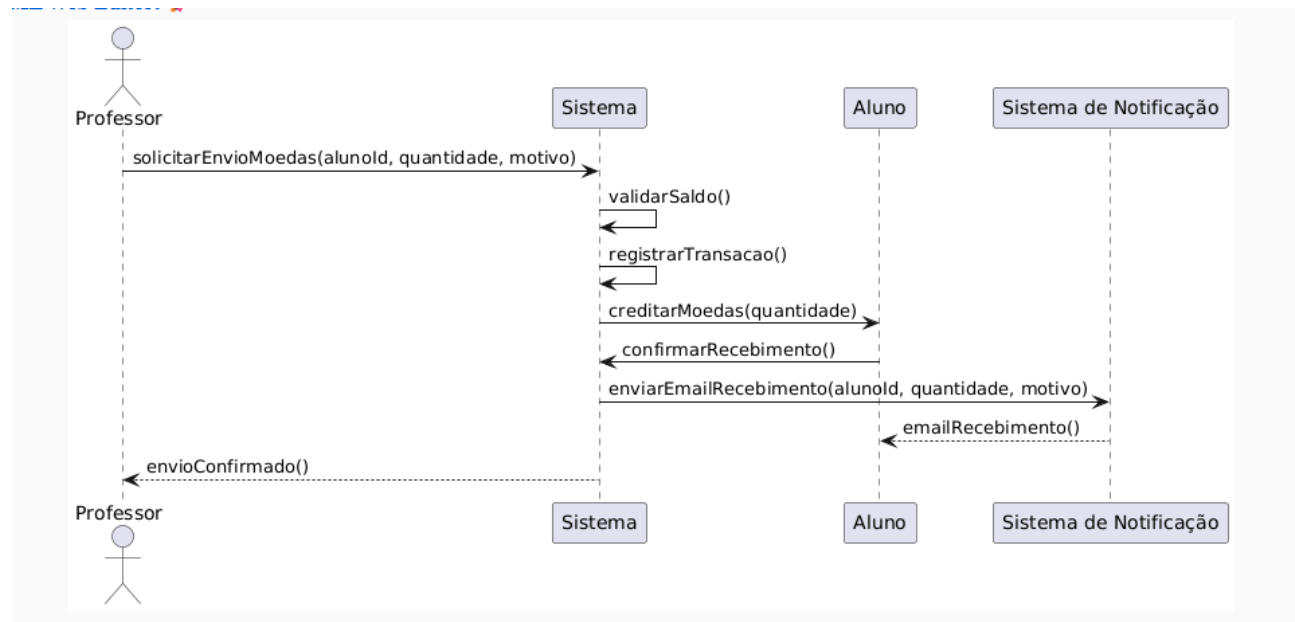 Professor
Sistema
Aluno
Sistema de Notificação
solicitarEnvioMoedas(alunoId, quantidade, motivo)
validarSaldo()
registrarTransacao()
creditarMoedas(quantidade)
confirmarRecebimento()
enviarEmailRecebimento(alunoId, quantidade, motivo)
emailRecebimento()
envioConfirmado()
Professor
Sistema
Aluno
Sistema de Notificação